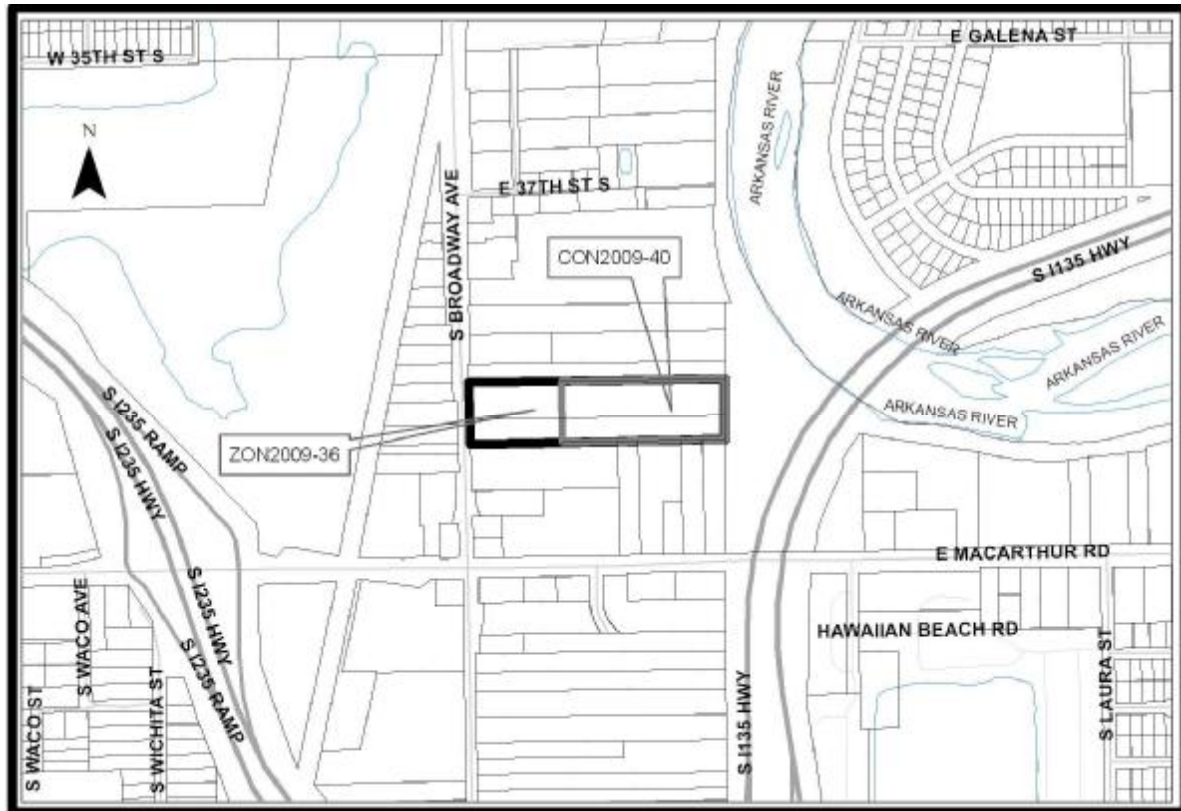 W 35TH ST S
E GALENA ST
N
ARKANSAS RIVER
ARKANSAS RIVER
S BROADWAY AVE
E 37TH ST S
CON2009-40
S I135 HWY
ARKANSAS RIVER
ARKANSAS RIVER
ARKANSAS RIVER
S I235 RAMP
S I235 HWY
ZON2009-36
E MACARTHUR RD
S WACO AVE
S I235 HWY
HAWAIIAN BEACH RD
S WACO ST
S WICHITA ST
S I235 RAMP
S I135 HWY
S LAURA ST